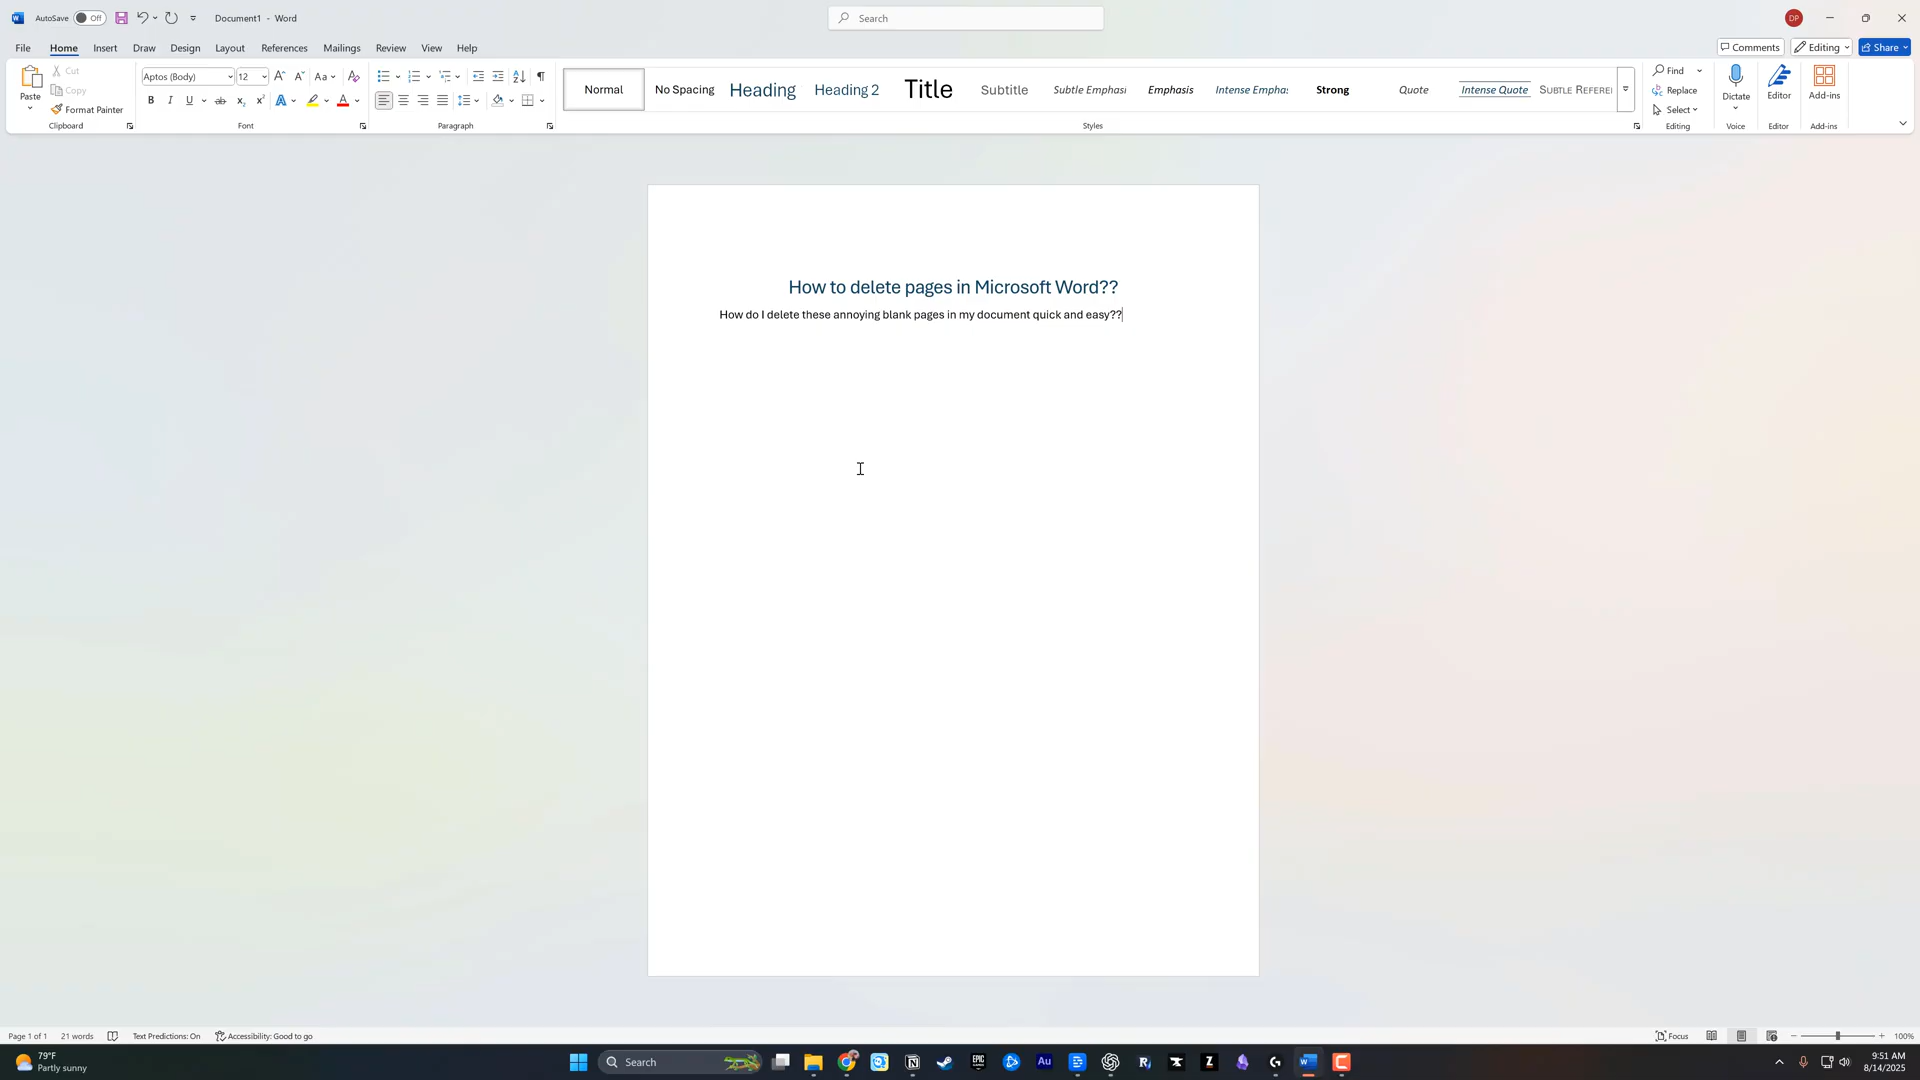 AutoSave Off Document1 - Word Search DP
File Home Insert Draw Design Layout References Mailings Review View Help Comments Editing Share
Paste Cut Copy Format Painter Clipboard
Aptos (Body) 12 Aa Font
Paragraph
Normal No Spacing Heading Heading 2 Title Subtitle Subtle Emphasi Emphasis Intense Empha: Strong Quote Intense Quote SUBTLE REFERE Styles
Find Replace Select Editing
Dictate Voice
Editor Editor
Add-ins Add-ins
How to delete pages in Microsoft Word??
How do I delete these annoying blank pages in my document quick and easy??
Page 1 of 1 21 words Text Predictions: On Accessibility: Good to go Focus 100%
79°F
Partly sunny
Search
9:51 AM
8/14/2025